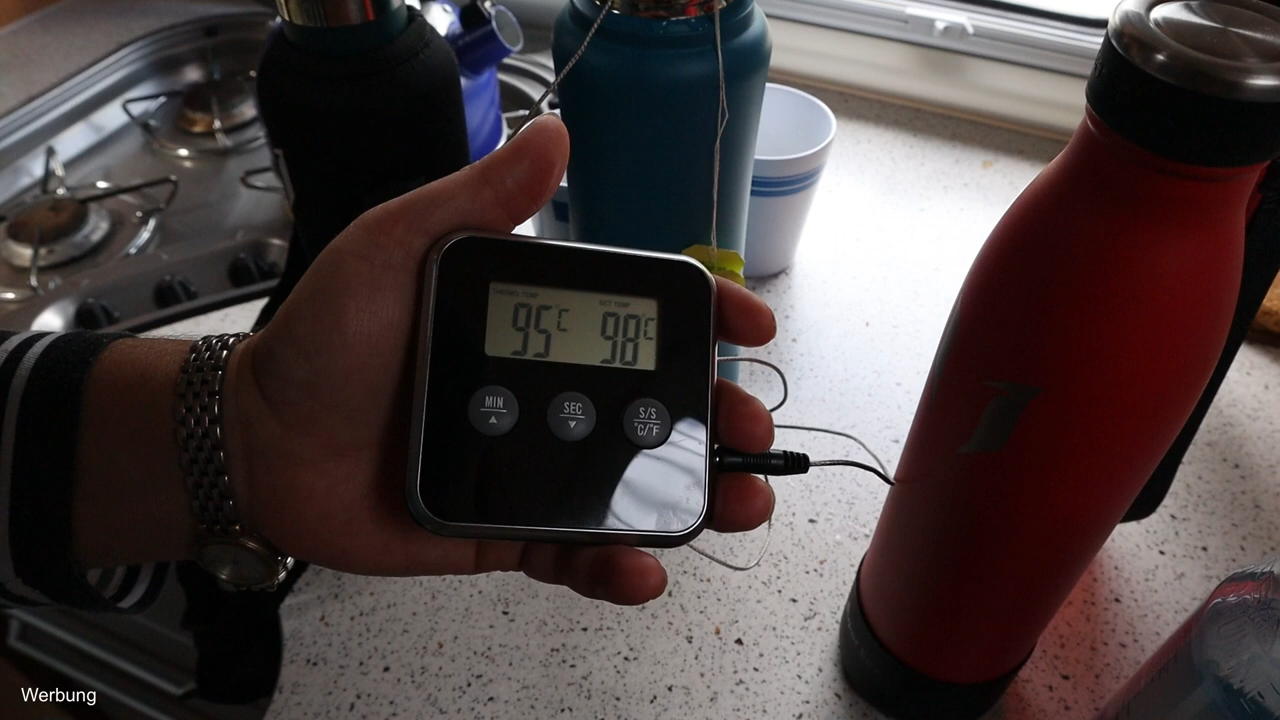 THERMO TEMP SET TEMP
95°C 98°C
MIN SEC S/S
°C/°F
Werbung